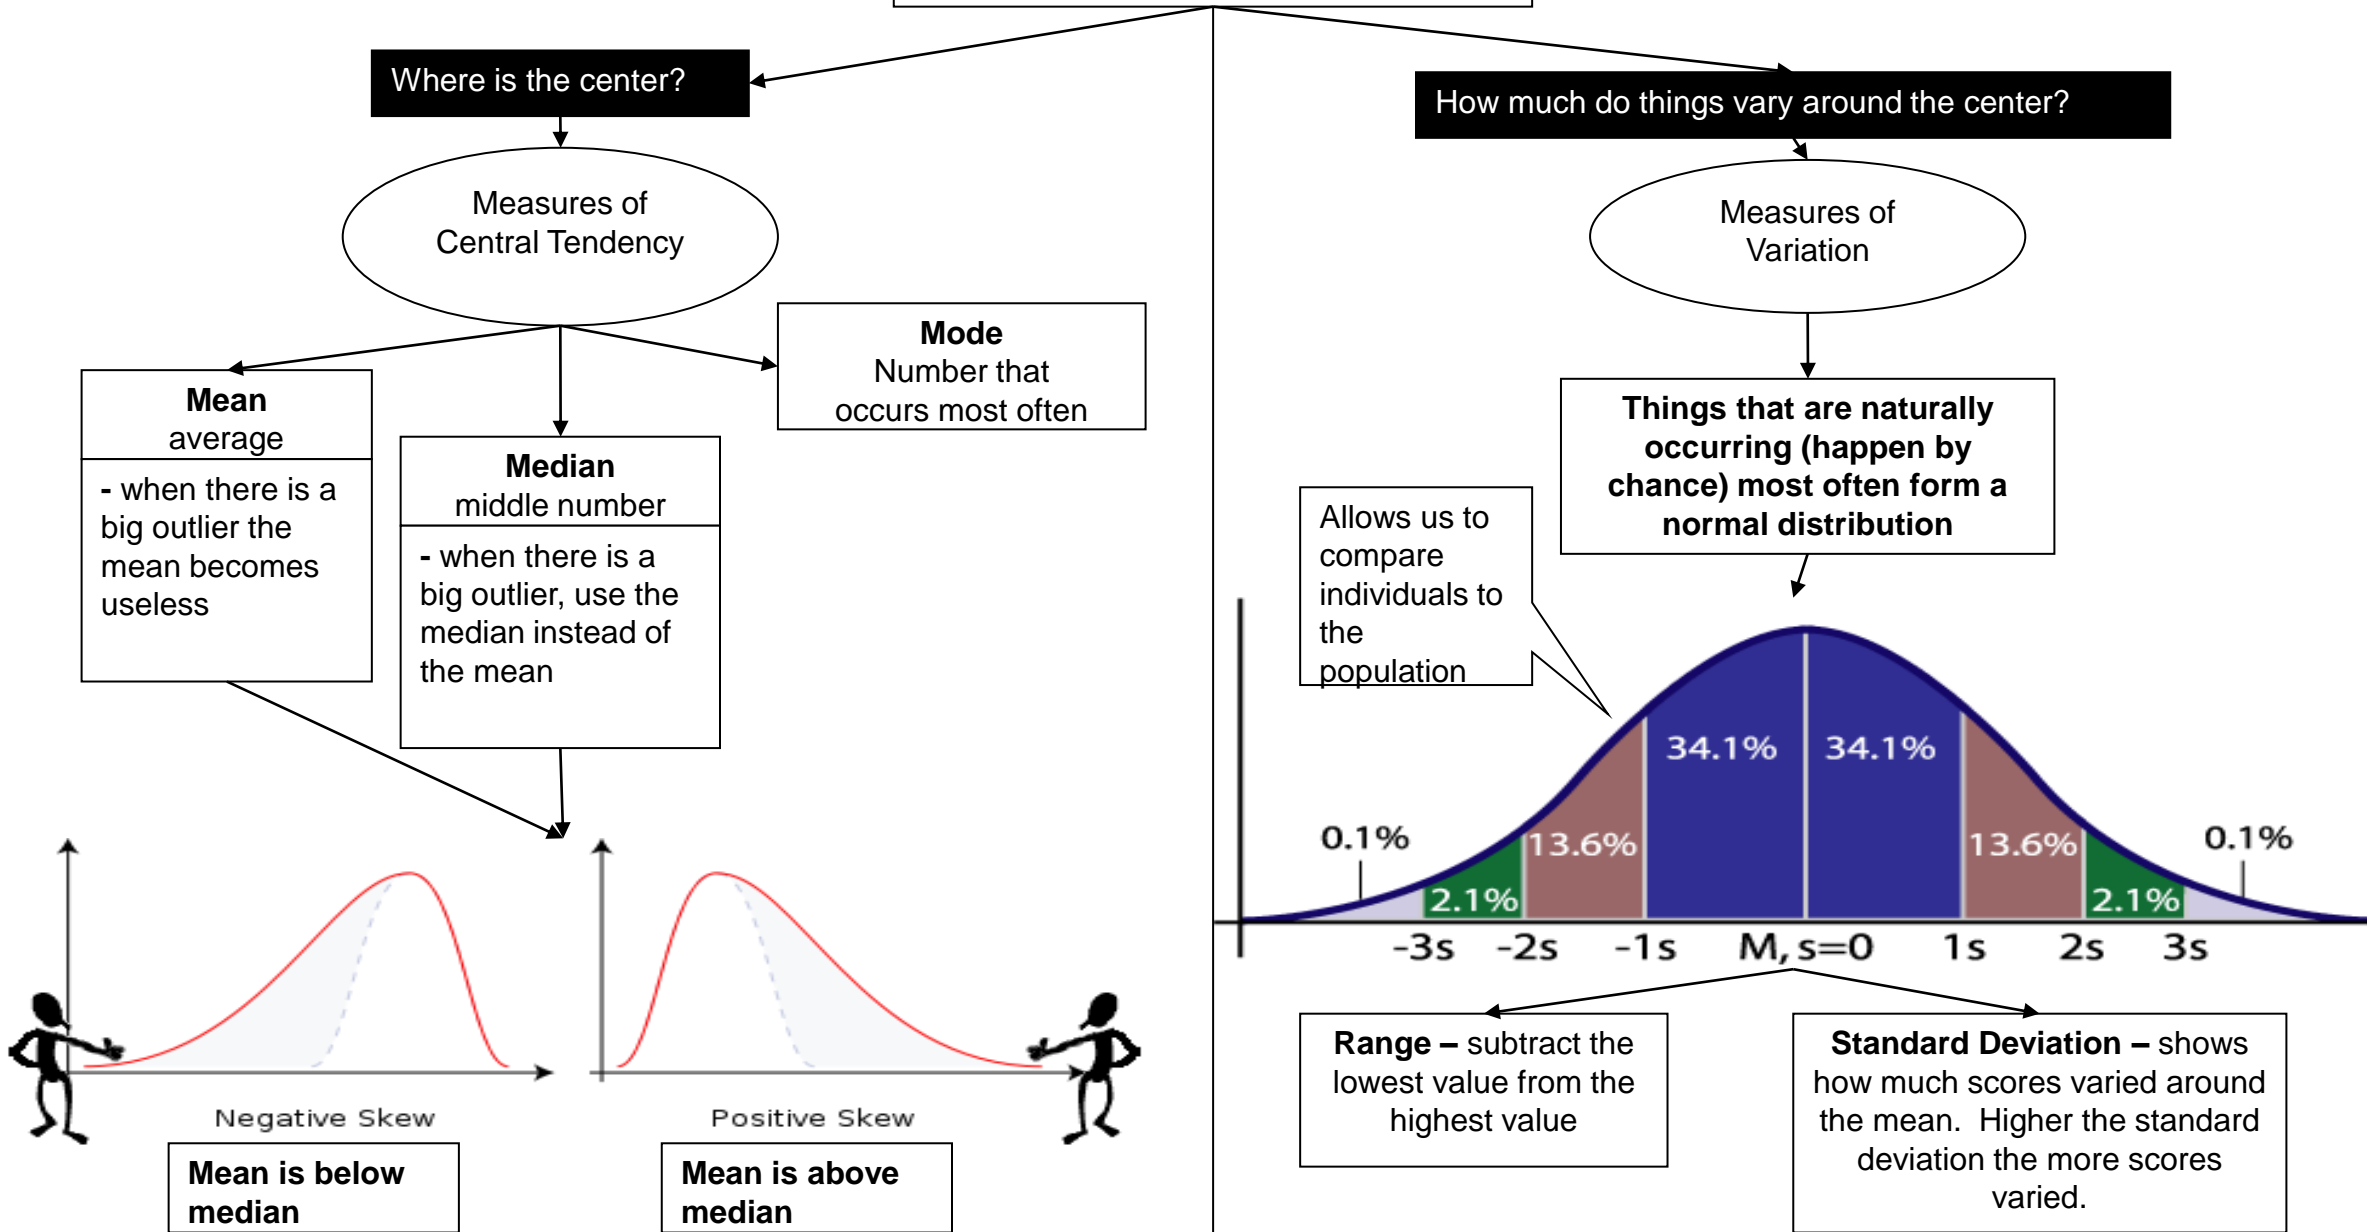 Where is the center?
Measures of
Central Tendency
Mean
average
- when there is a
big outlier the
mean becomes
useless
Median
middle number
- when there is a
big outlier, use the
median instead of
the mean
Mode
Number that
occurs most often
Negative Skew
Mean is below
median
Positive Skew
Mean is above
median
How much do things vary around the center?
Measures of
Variation
Things that are naturally
occurring (happen by
chance) most often form a
normal distribution
Allows us to
compare
individuals to
the
population
34.1% 34.1%
0.1% 13.6% 13.6% 0.1%
2.1% 2.1%
-3s -2s -1s M, s=0 1s 2s 3s
Range – subtract the
lowest value from the
highest value
Standard Deviation – shows
how much scores varied around
the mean.  Higher the standard
deviation the more scores
varied.